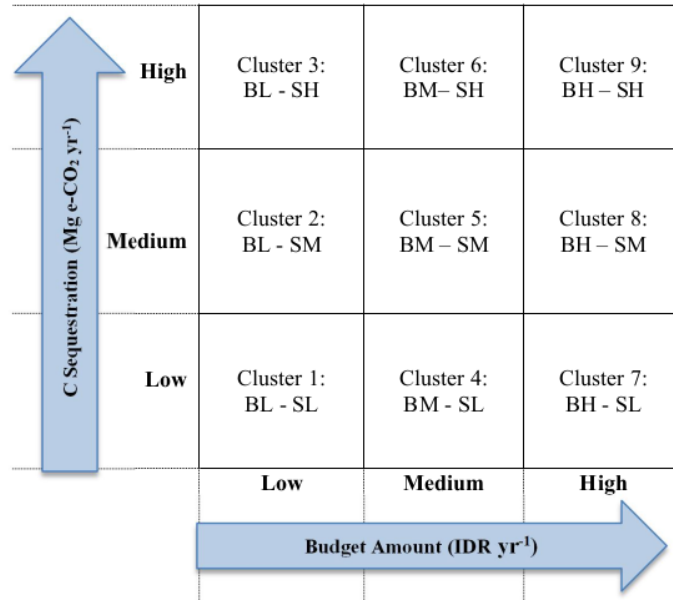 C Sequestration (Mg e-CO₂ yr⁻¹)
High
Cluster 3:
BL - SH
Cluster 6:
BM– SH
Cluster 9:
BH – SH
Medium
Cluster 2:
BL - SM
Cluster 5:
BM – SM
Cluster 8:
BH – SM
Low
Cluster 1:
BL - SL
Cluster 4:
BM - SL
Cluster 7:
BH - SL
Low
Medium
High
Budget Amount (IDR yr⁻¹)